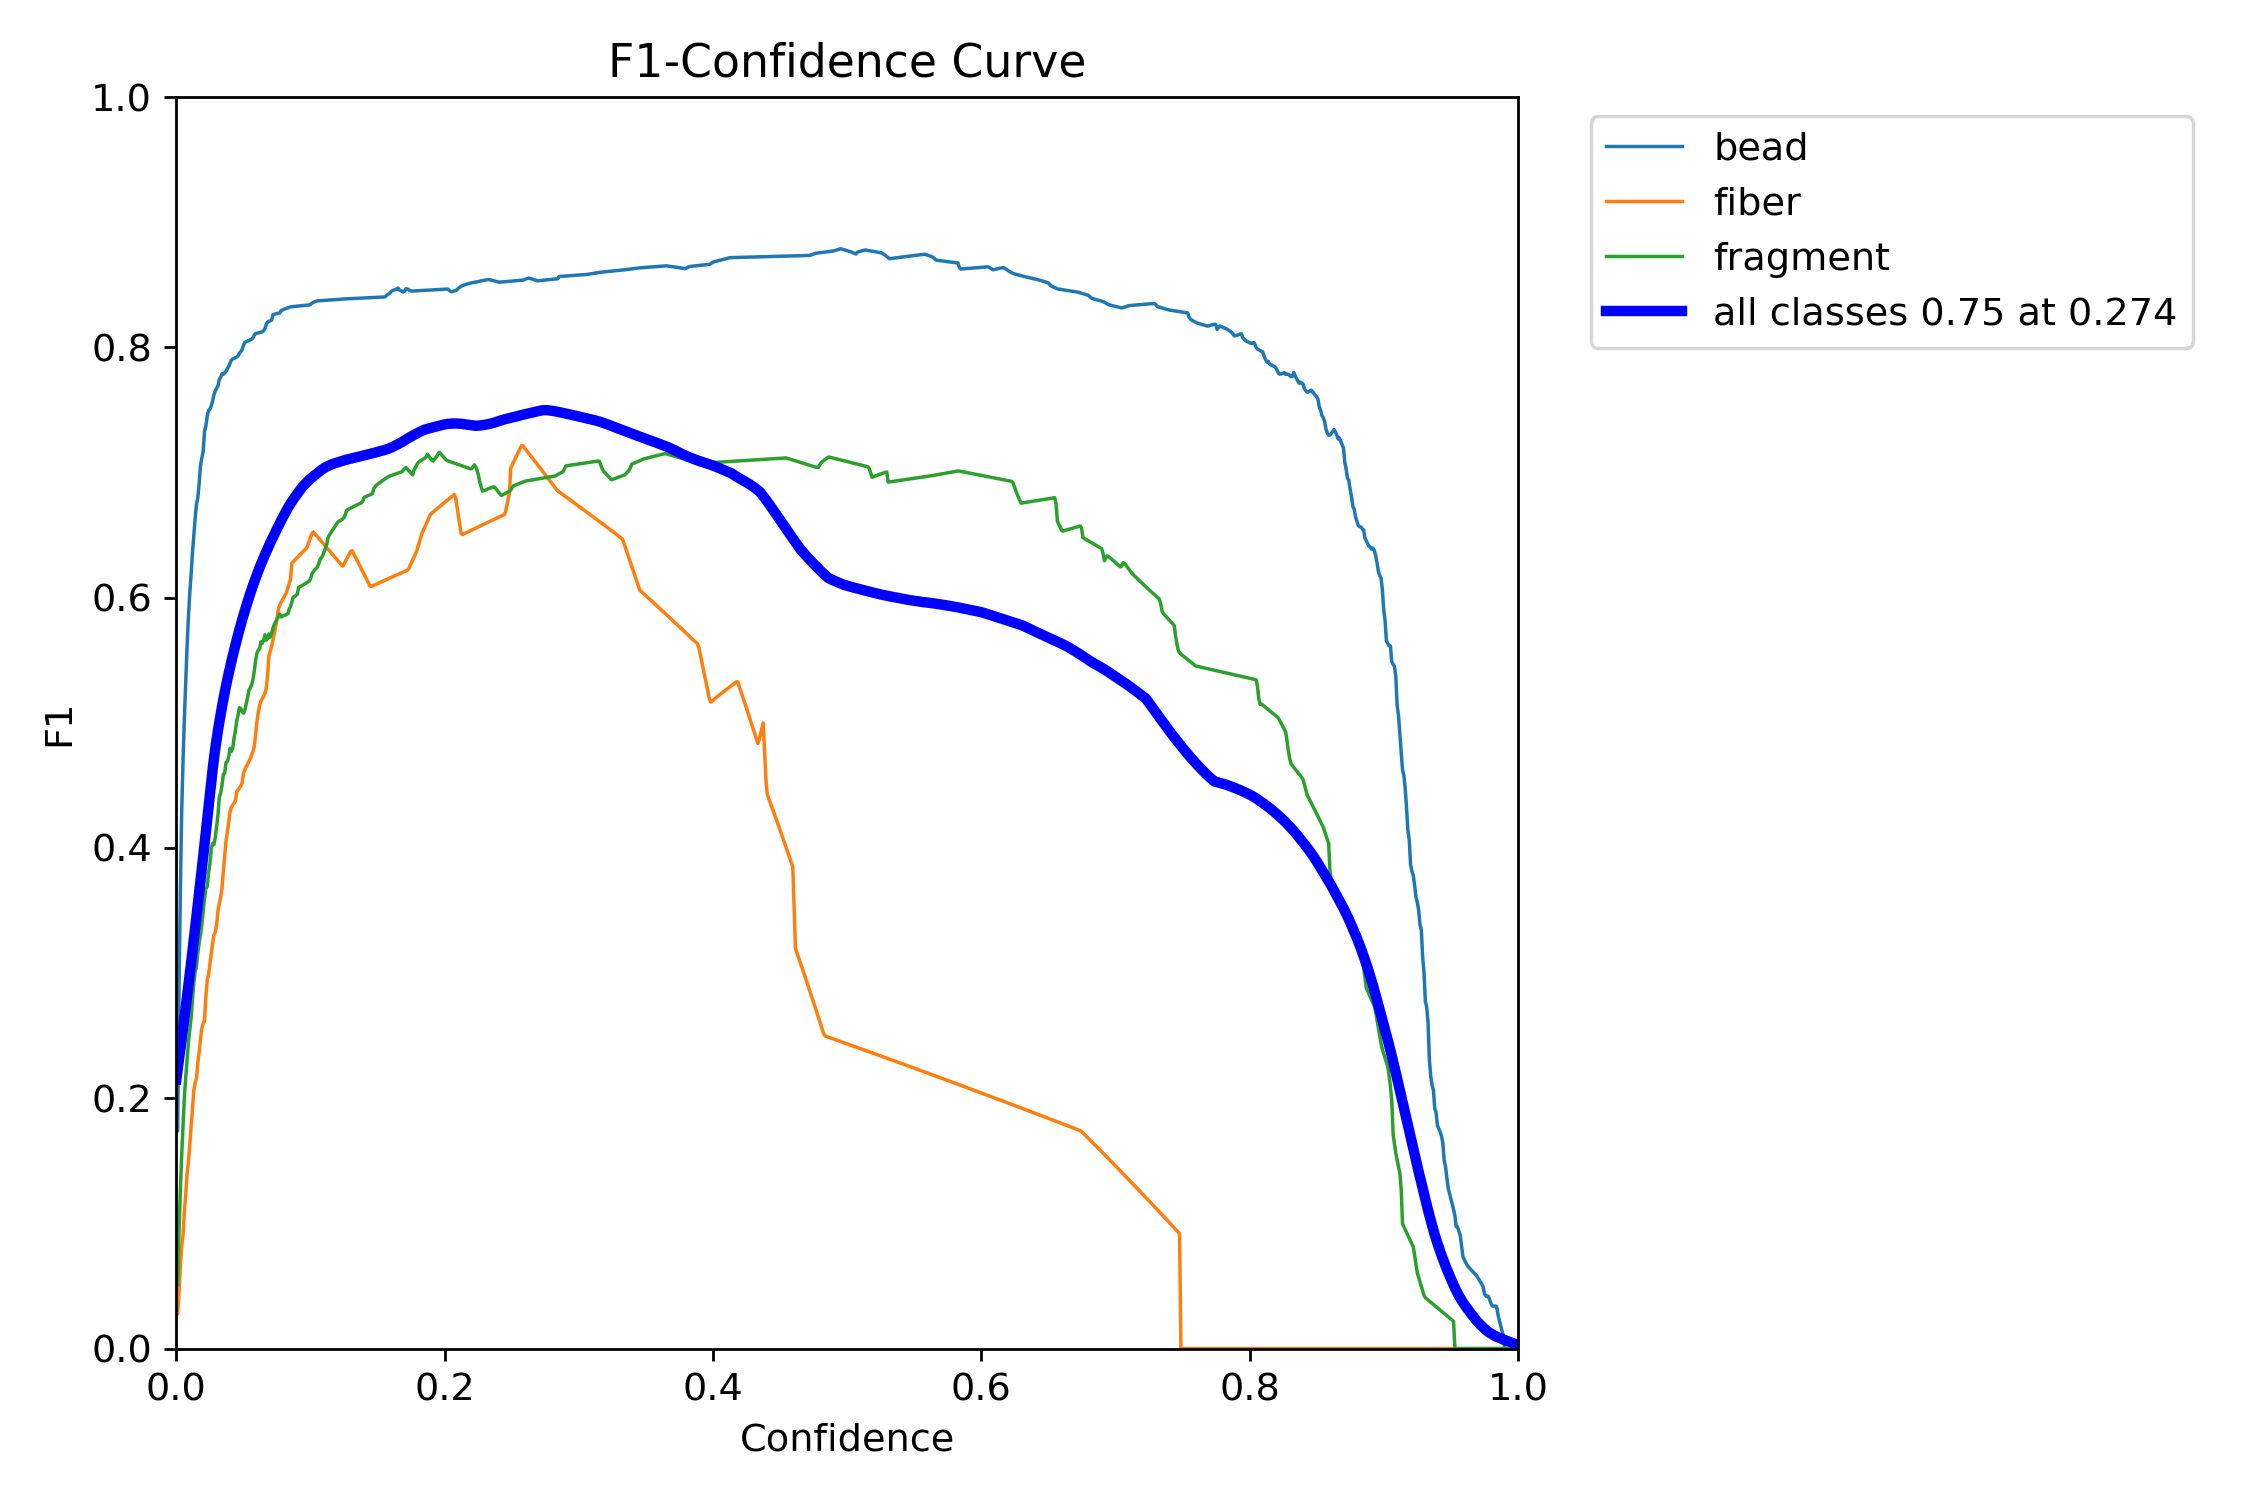 F1-Confidence Curve
1.0
0.8
0.6
0.4
0.2
0.0
F1
0.0 0.2 0.4 0.6 0.8 1.0
Confidence
bead
fiber
fragment
all classes 0.75 at 0.274